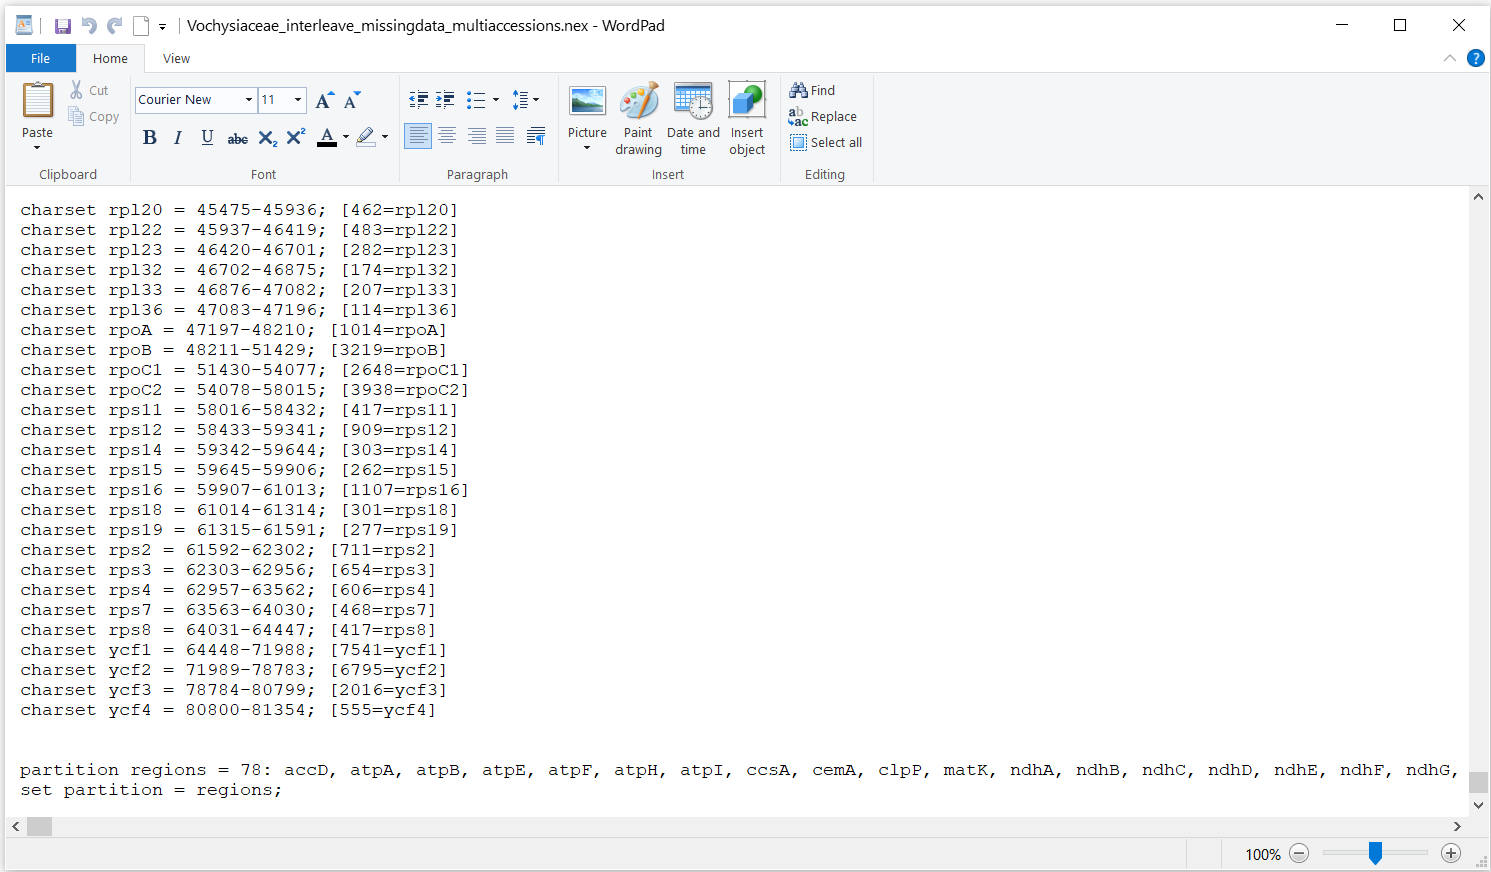 Vochysiaceae_interleave_missingdata_multiaccessions.nex - WordPad
File Home View
Paste
Cut
Copy
Clipboard
Courier New 11
A A
B I U abc X2 X2 A
Font
Paragraph
Picture
Paint drawing
Date and time
Insert object
Insert
Find
Replace
Select all
Editing
charset rpl20 = 45475-45936; [462=rpl20]
charset rpl22 = 45937-46419; [483=rpl22]
charset rpl23 = 46420-46701; [282=rpl23]
charset rpl32 = 46702-46875; [174=rpl32]
charset rpl33 = 46876-47082; [207=rpl33]
charset rpl36 = 47083-47196; [114=rpl36]
charset rpoA = 47197-48210; [1014=rpoA]
charset rpoB = 48211-51429; [3219=rpoB]
charset rpoC1 = 51430-54077; [2648=rpoC1]
charset rpoC2 = 54078-58015; [3938=rpoC2]
charset rps11 = 58016-58432; [417=rps11]
charset rps12 = 58433-59341; [909=rps12]
charset rps14 = 59342-59644; [303=rps14]
charset rps15 = 59645-59906; [262=rps15]
charset rps16 = 59907-61013; [1107=rps16]
charset rps18 = 61014-61314; [301=rps18]
charset rps19 = 61315-61591; [277=rps19]
charset rps2 = 61592-62302; [711=rps2]
charset rps3 = 62303-62956; [654=rps3]
charset rps4 = 62957-63562; [606=rps4]
charset rps7 = 63563-64030; [468=rps7]
charset rps8 = 64031-64447; [417=rps8]
charset ycf1 = 64448-71988; [7541=ycf1]
charset ycf2 = 71989-78783; [6795=ycf2]
charset ycf3 = 78784-80799; [2016=ycf3]
charset ycf4 = 80800-81354; [555=ycf4]
partition regions = 78: accD, atpA, atpB, atpE, atpF, atpH, atpI, ccsA, cemA, clpP, matK, ndhA, ndhB, ndhC, ndhD, ndhE, ndhF, ndhG,
set partition = regions;
100%